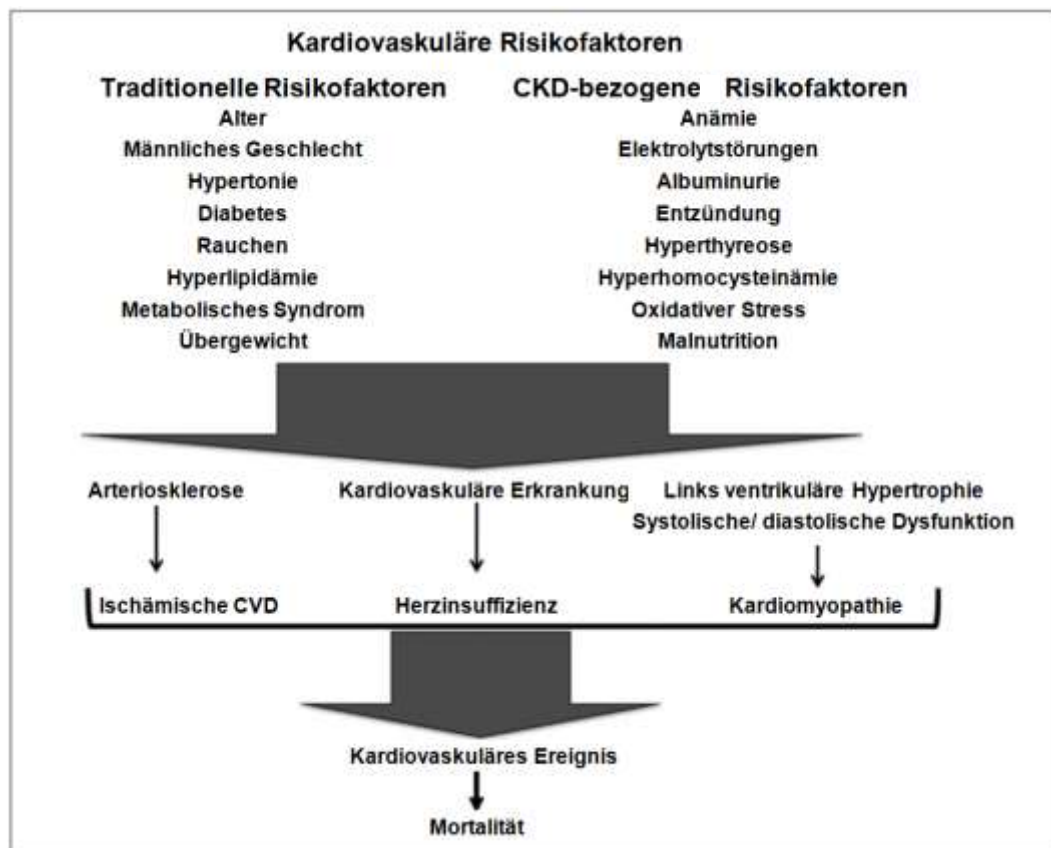 Kardiovaskuläre Risikofaktoren
Traditionelle Risikofaktoren
Alter
Männliches Geschlecht
Hypertonie
Diabetes
Rauchen
Hyperlipidämie
Metabolisches Syndrom
Übergewicht
CKD-bezogene Risikofaktoren
Anämie
Elektrolytstörungen
Albuminurie
Entzündung
Hyperthyreose
Hyperhomocysteinämie
Oxidativer Stress
Malnutrition
Arteriosklerose
Kardiovaskuläre Erkrankung
Links ventrikuläre Hypertrophie
Systolische/ diastolische Dysfunktion
Ischämische CVD
Herzinsuffizienz
Kardiomyopathie
Kardiovaskuläres Ereignis
Mortalität